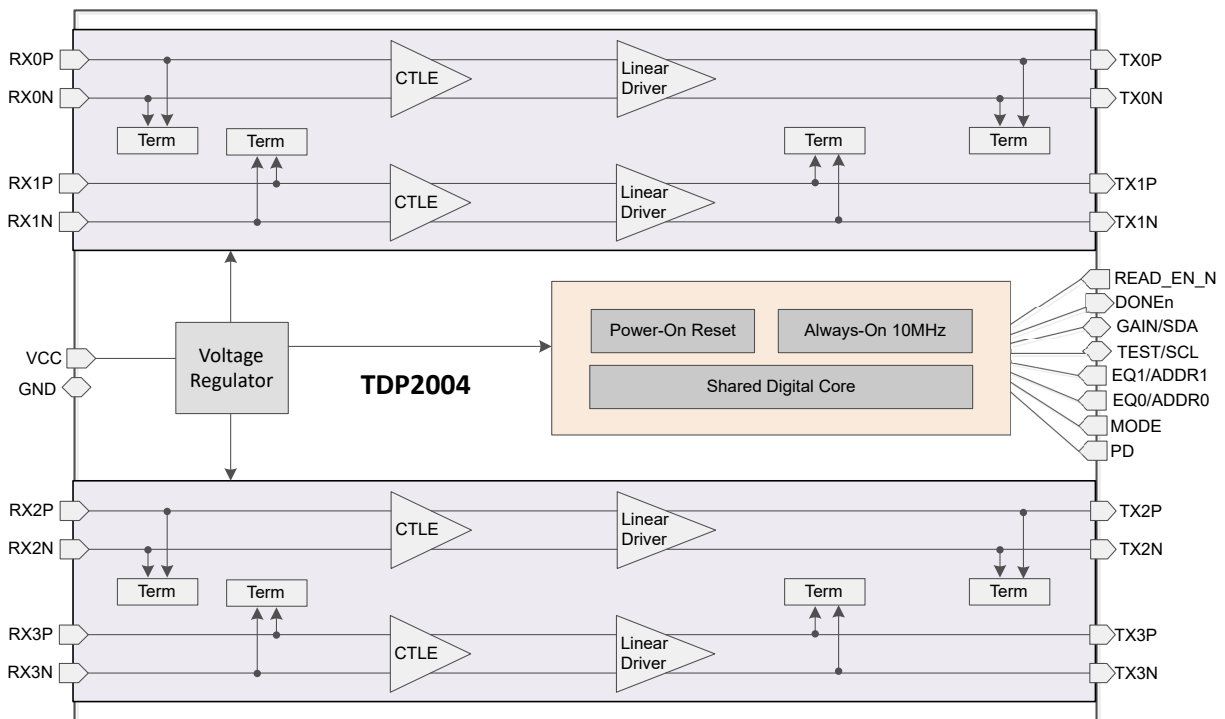 RX0P
CTLE
Linear
Driver
TX0P
RX0N
TX0N
Term
Term
Term
Term
RX1P
CTLE
Linear
Driver
TX1P
RX1N
TX1N
READ_EN_N
DONEn
GAIN/SDA
TEST/SCL
EQ1/ADDR1
EQ0/ADDR0
MODE
PD
VCC
GND
Voltage
Regulator
TDP2004
Power-On Reset
Always-On 10MHz
Shared Digital Core
RX2P
CTLE
Linear
Driver
TX2P
RX2N
TX2N
Term
Term
Term
Term
RX3P
CTLE
Linear
Driver
TX3P
RX3N
TX3N